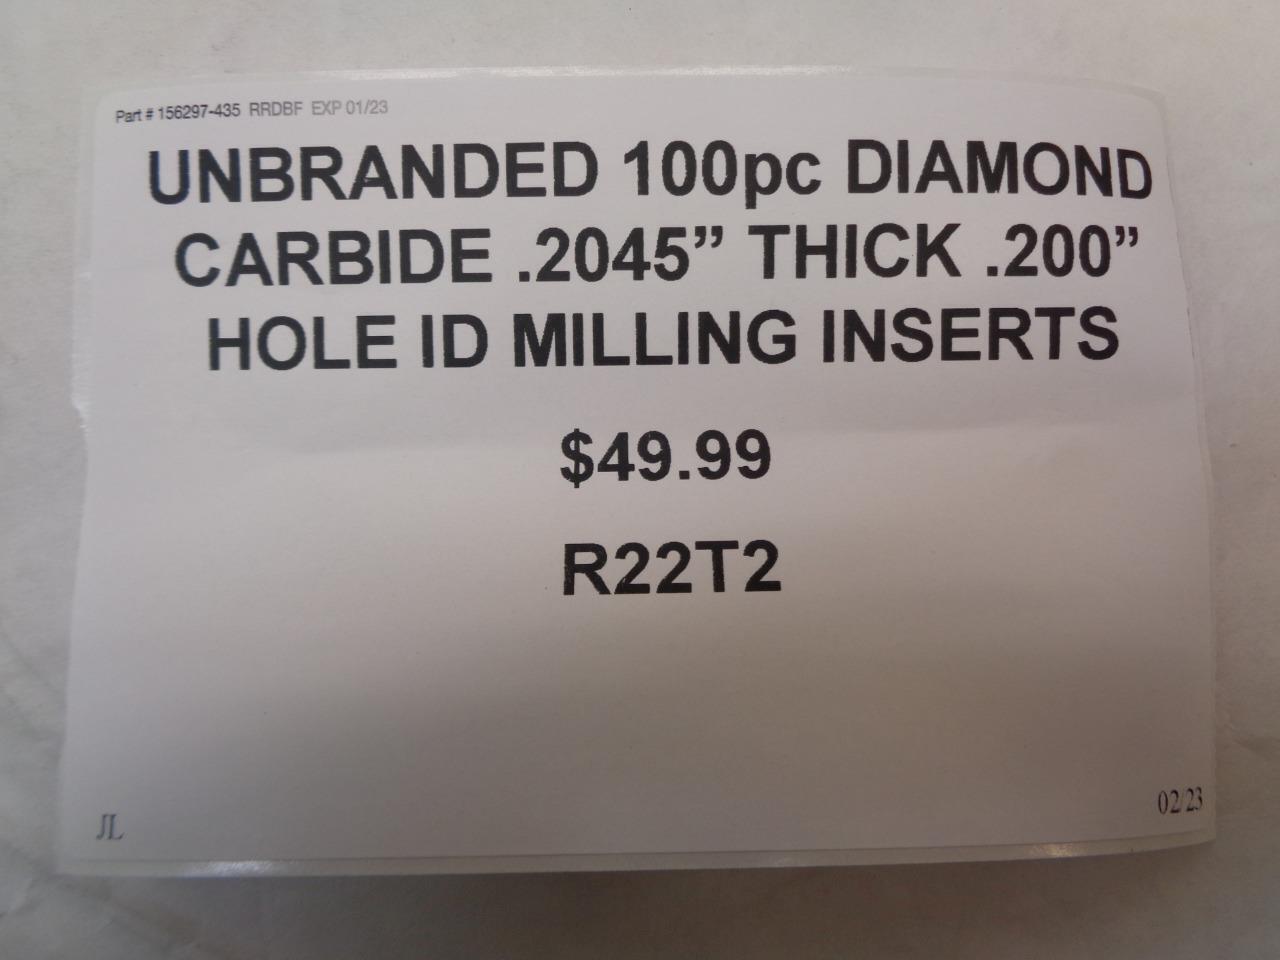 Part # 156297-435 RRDBF EXP 01/23
UNBRANDED 100pc DIAMOND
CARBIDE .2045” THICK .200”
HOLE ID MILLING INSERTS
$49.99
R22T2
JL
02/23